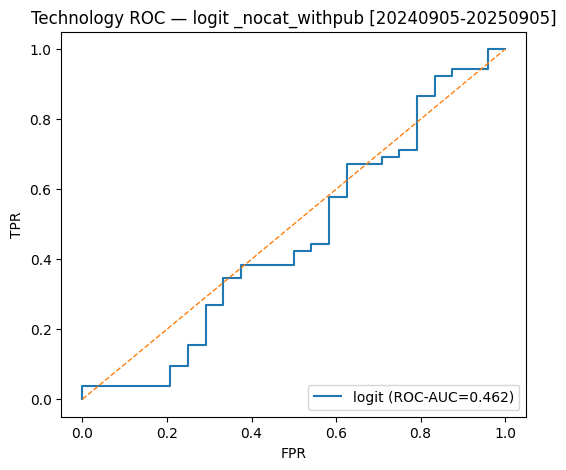 Technology ROC — logit _nocat_withpub [20240905-20250905]
1.0
0.8
0.6
0.4
0.2
0.0
TPR
logit (ROC-AUC=0.462)
0.0 0.2 0.4 0.6 0.8 1.0
FPR